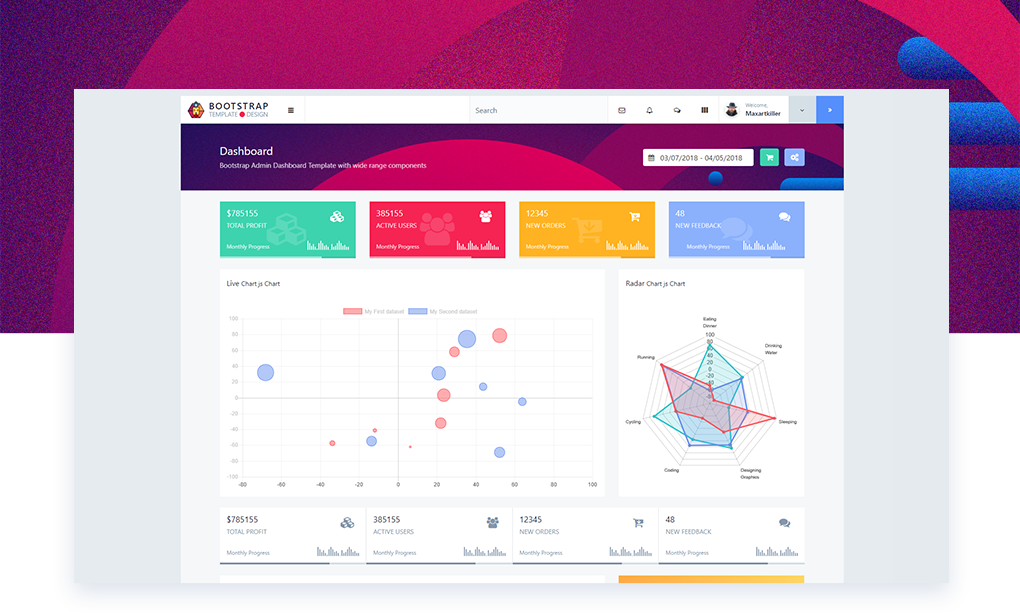 BOOTSTRAP
TEMPLATE DESIGN
Search
Welcome,
Maxartkiller
Dashboard
Bootstrap Admin Dashboard Template with wide range components
03/07/2018 - 04/05/2018
$785155
TOTAL PROFIT
Monthly Progress
385155
ACTIVE USERS
Monthly Progress
12345
NEW ORDERS
Monthly Progress
48
NEW FEEDBACK
Monthly Progress
Live Chart js Chart
My First dataset My Second dataset
100
80
60
40
20
0
-20
-40
-60
-80
-100
-80 -60 -40 -20 0 20 40 60 80 100
Radar Chart js Chart
Eating
Dinner
Drinking
Water
Sleeping
Designing
Graphics
Coding
Cycling
Running
100
80
60
40
20
0
-20
-40
$785155
TOTAL PROFIT
Monthly Progress
385155
ACTIVE USERS
Monthly Progress
12345
NEW ORDERS
Monthly Progress
48
NEW FEEDBACK
Monthly Progress